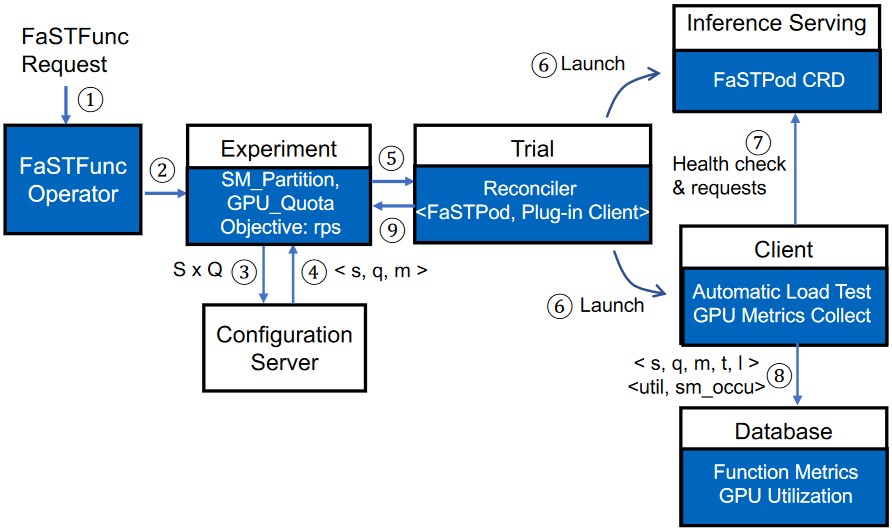 FaSTFunc
Request
①
FaSTFunc
Operator
②
Experiment
SM_Partition,
GPU_Quota
Objective: rps
③
S x Q
④
< s, q, m >
Configuration
Server
⑤
⑨
Trial
Reconciler
<FaSTPod, Plug-in Client>
⑥ Launch
⑥ Launch
Inference Serving
FaSTPod CRD
⑦
Health check
& requests
Client
Automatic Load Test
GPU Metrics Collect
< s, q, m, t, l >
<util, sm_occu>
⑧
Database
Function Metrics
GPU Utilization